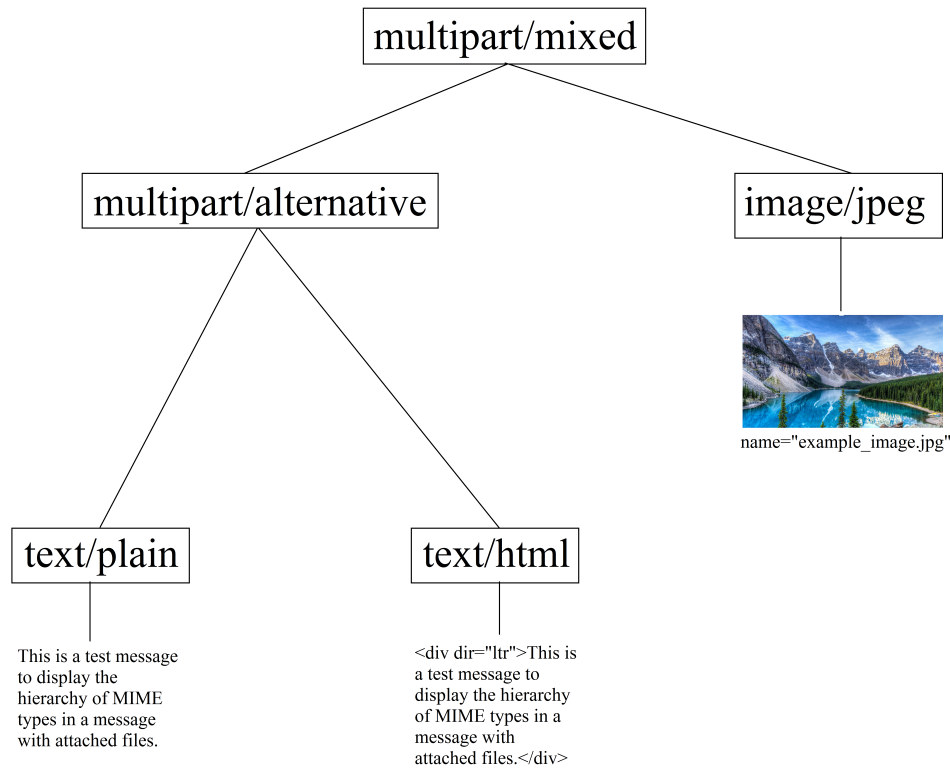 multipart/mixed
multipart/alternative
image/jpeg
name="example_image.jpg"
text/plain
text/html
This is a test message
to display the
hierarchy of MIME
types in a message
with attached files.
<div dir="ltr">This is
a test message to
display the hierarchy
of MIME types in a
message with
attached files.</div>